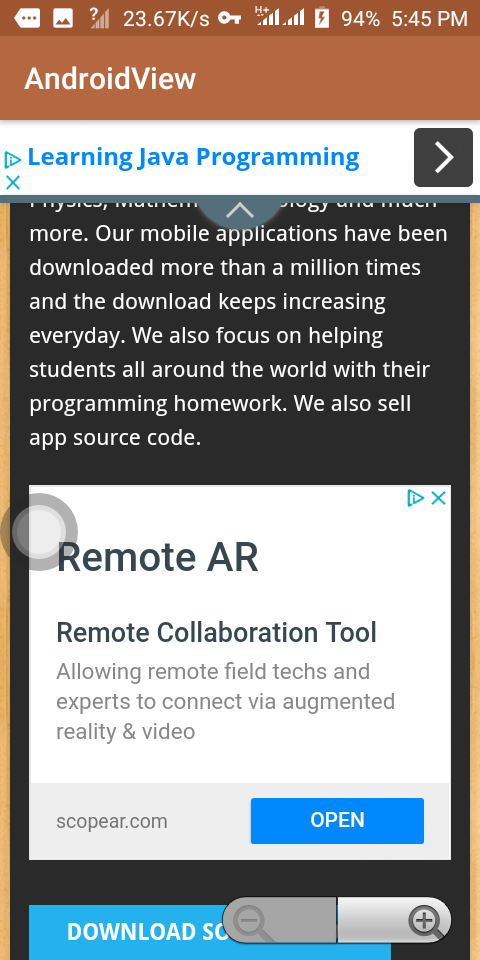 23.67K/s H+ 94% 5:45 PM
AndroidView
Learning Java Programming
more. Our mobile applications have been
downloaded more than a million times
and the download keeps increasing
everyday. We also focus on helping
students all around the world with their
programming homework. We also sell
app source code.
Remote AR
Remote Collaboration Tool
Allowing remote field techs and
experts to connect via augmented
reality & video
scopear.com OPEN
DOWNLOAD